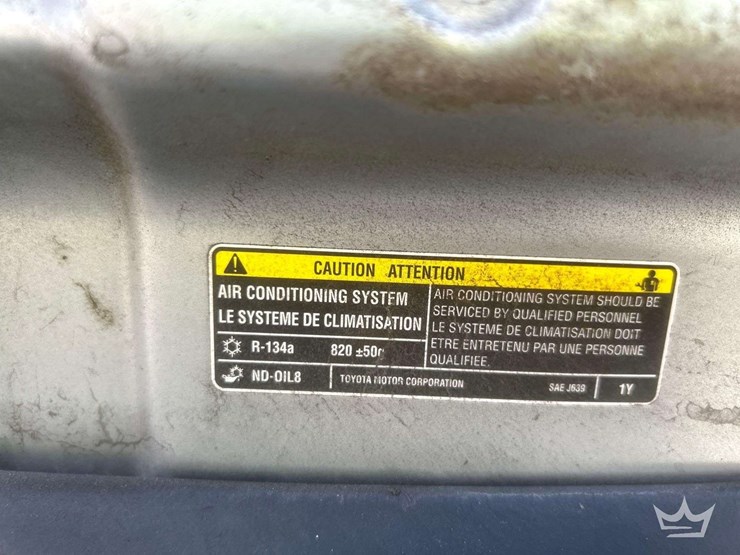 CAUTION ATTENTION
AIR CONDITIONING SYSTEM
LE SYSTEME DE CLIMATISATION
AIR CONDITIONING SYSTEM SHOULD BE
SERVICED BY QUALIFIED PERSONNEL
LE SYSTEME DE CLIMATISATION DOIT
ETRE ENTRETENU PAR UNE PERSONNE
QUALIFIEE.
R-134a 820 ±50g
ND-OIL8 TOYOTA MOTOR CORPORATION SAE J639 1Y